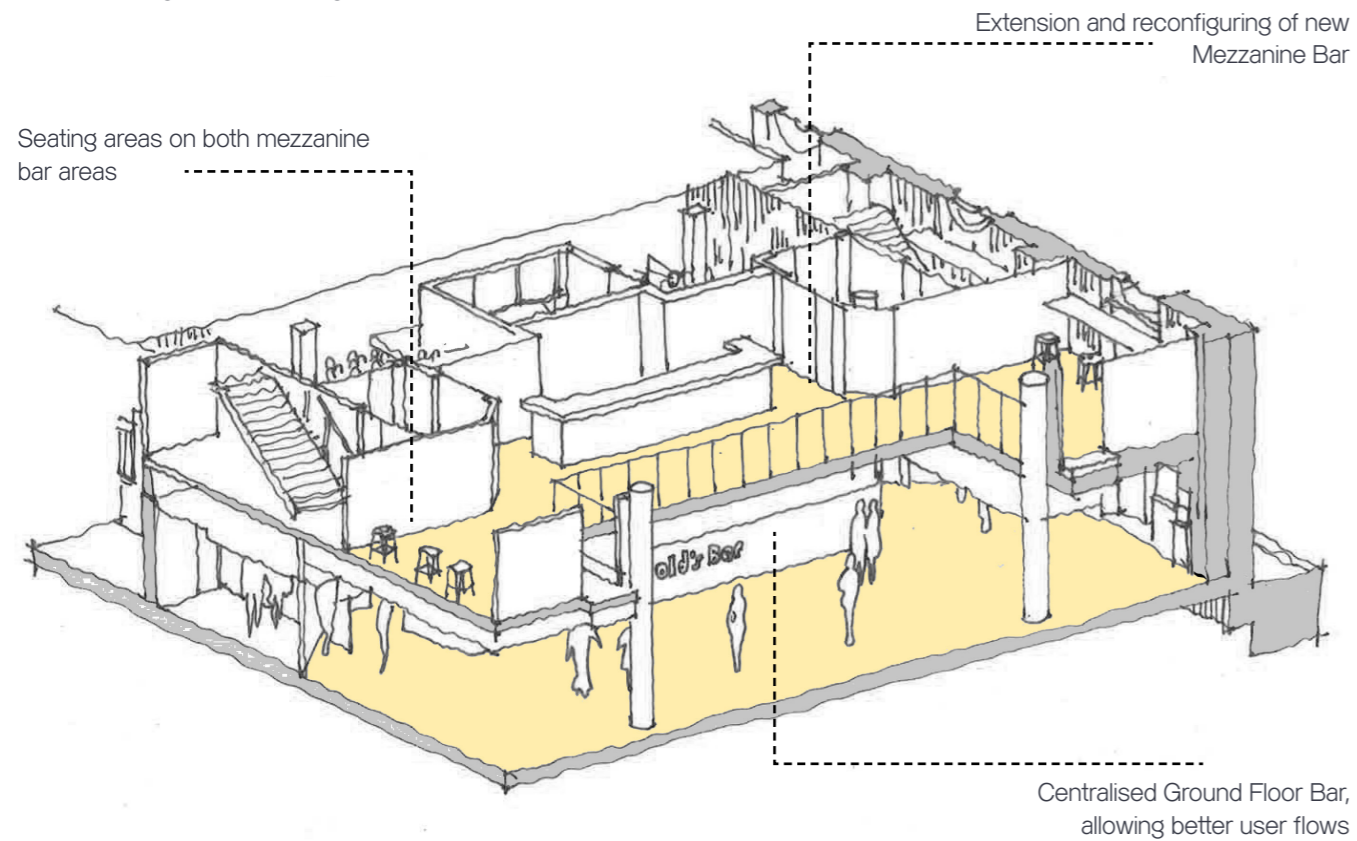 Extension and reconfiguring of new
Mezzanine Bar
Seating areas on both mezzanine
bar areas
old's Bar
Centralised Ground Floor Bar,
allowing better user flows